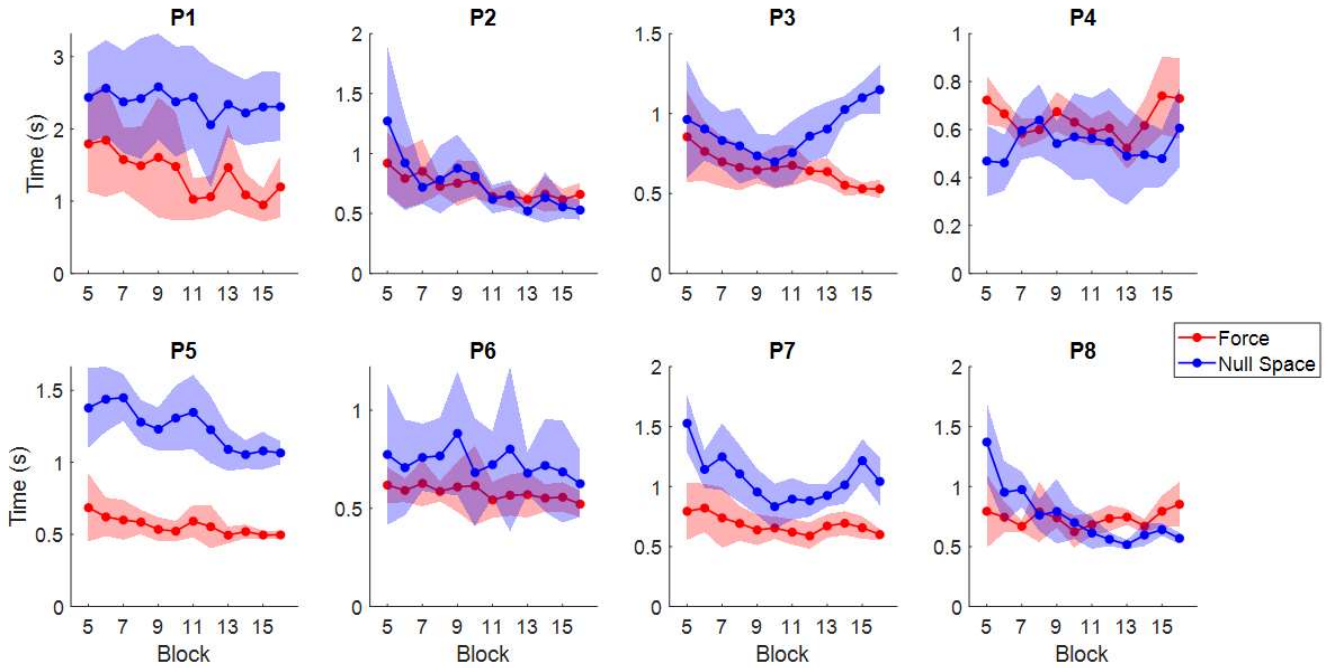 P1 P2 P3 P4
Time (s)
3 2 1 0
2 1.5 1 0.5 0
1.5 1 0.5 0
1 0.8 0.6 0.4 0.2 0
5 7 9 11 13 15
5 7 9 11 13 15
5 7 9 11 13 15
5 7 9 11 13 15
Force
Null Space
P5 P6 P7 P8
Time (s)
1.5 1 0.5 0
1 0.5 0
2 1.5 1 0.5 0
2 1.5 1 0.5 0
5 7 9 11 13 15
5 7 9 11 13 15
5 7 9 11 13 15
5 7 9 11 13 15
Block Block Block Block